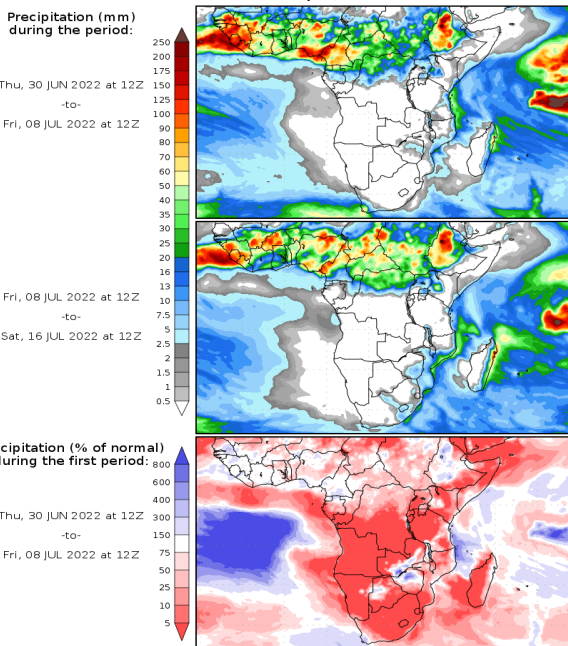 Precipitation (mm)
during the period:
250
200
175
150
125
100
90
80
70
60
50
40
35
30
25
20
16
13
10
7.5
5
2.5
2
1.5
1
0.5
Thu, 30 JUN 2022 at 12Z
-to-
Fri, 08 JUL 2022 at 12Z
Fri, 08 JUL 2022 at 12Z
-to-
Sat, 16 JUL 2022 at 12Z
cipitation (% of normal)
during the first period:
800
600
400
300
150
75
50
25
10
5
Thu, 30 JUN 2022 at 12Z
-to-
Fri, 08 JUL 2022 at 12Z